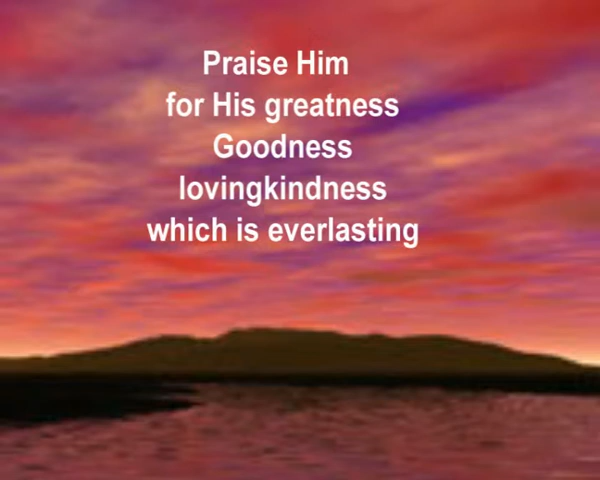 Praise Him
for His greatness
Goodness
lovingkindness
which is everlasting